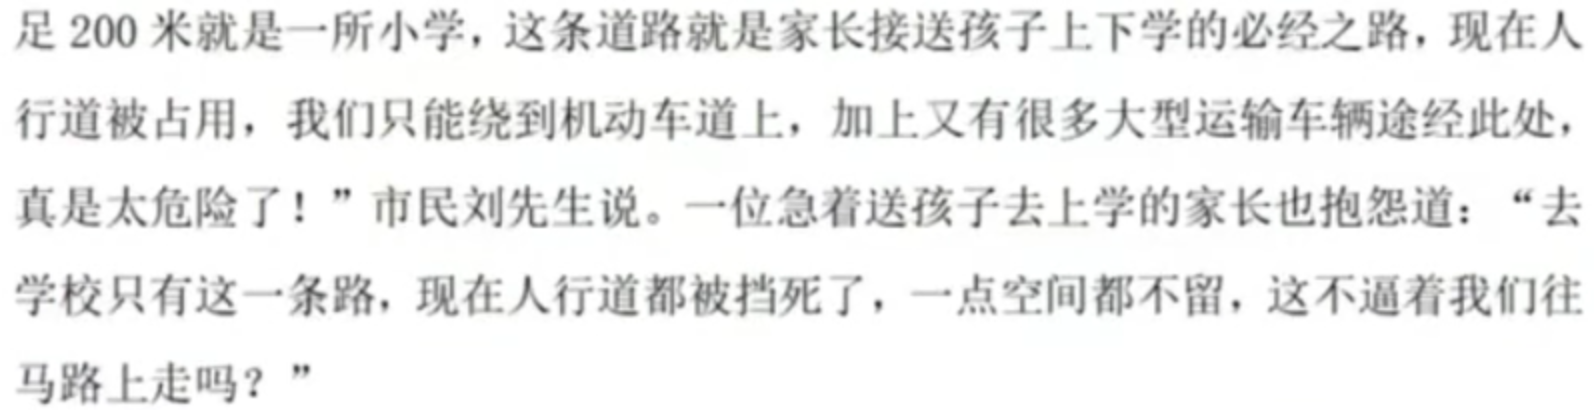 足 200 米就是一所小学，这条道路就是家长接送孩子上下学的必经之路，现在人
行道被占用，我们只能绕到机动车道上，加上又有很多大型运输车辆途经此处，
真是太危险了！”市民刘先生说。一位急着送孩子去上学的家长也抱怨道：“去
学校只有这一条路，现在人行道都被挡死了，一点空间都不留，这不逼着我们往
马路上走吗？”